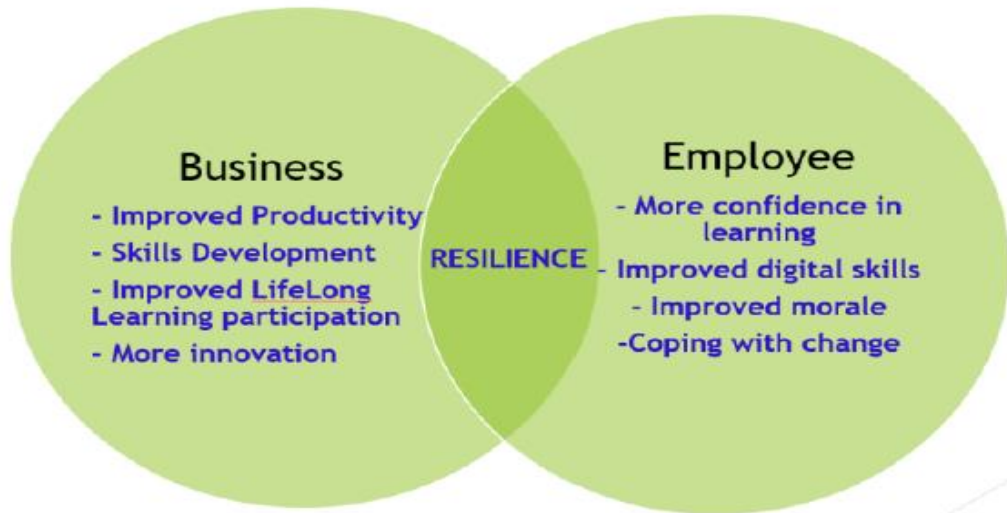 Business
- Improved Productivity
- Skills Development
- Improved LifeLong
Learning participation
- More innovation
RESILIENCE
Employee
- More confidence in
learning
- Improved digital skills
- Improved morale
-Coping with change